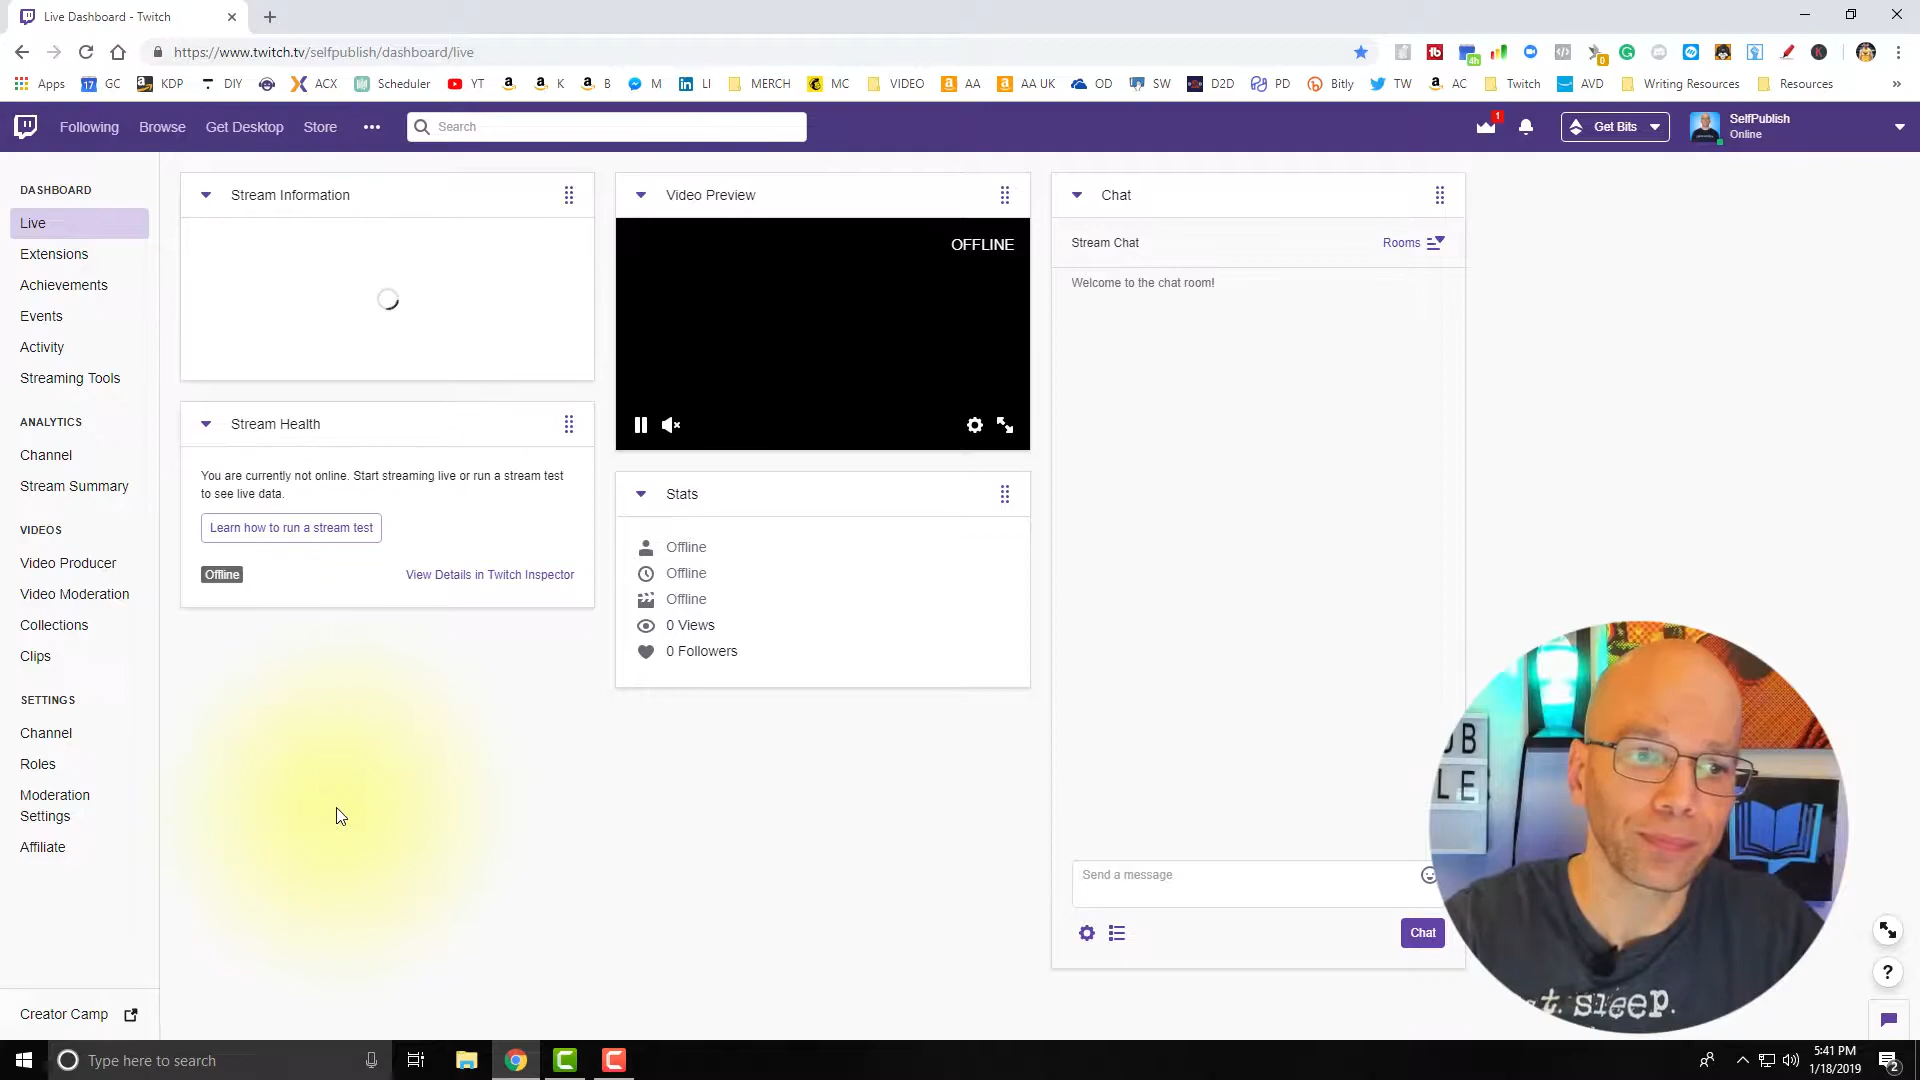 Live Dashboard - Twitch
https://www.twitch.tv/selfpublish/dashboard/live
Apps
GC
KDP
DIY
ACX
Scheduler
YT
K
B
M
LI
MERCH
MC
VIDEO
AA
AA UK
OD
SW
D2D
PD
Bitly
TW
AC
Twitch
AVD
Writing Resources
Resources
Following
Browse
Get Desktop
Store
Search
1
Get Bits
SelfPublish
Online
DASHBOARD
Live
Extensions
Achievements
Events
Activity
Streaming Tools
ANALYTICS
Channel
Stream Summary
VIDEOS
Video Producer
Video Moderation
Collections
Clips
SETTINGS
Channel
Roles
Moderation
Settings
Affiliate
Creator Camp
Stream Information
Stream Health
You are currently not online. Start streaming live or run a stream test
to see live data.
Learn how to run a stream test
Offline
View Details in Twitch Inspector
Video Preview
OFFLINE
Stats
Offline
Offline
Offline
0 Views
0 Followers
Chat
Stream Chat
Rooms
Welcome to the chat room!
Send a message
Chat
?
UB
LE
t. sleep.
Type here to search
5:41 PM
1/18/2019
2